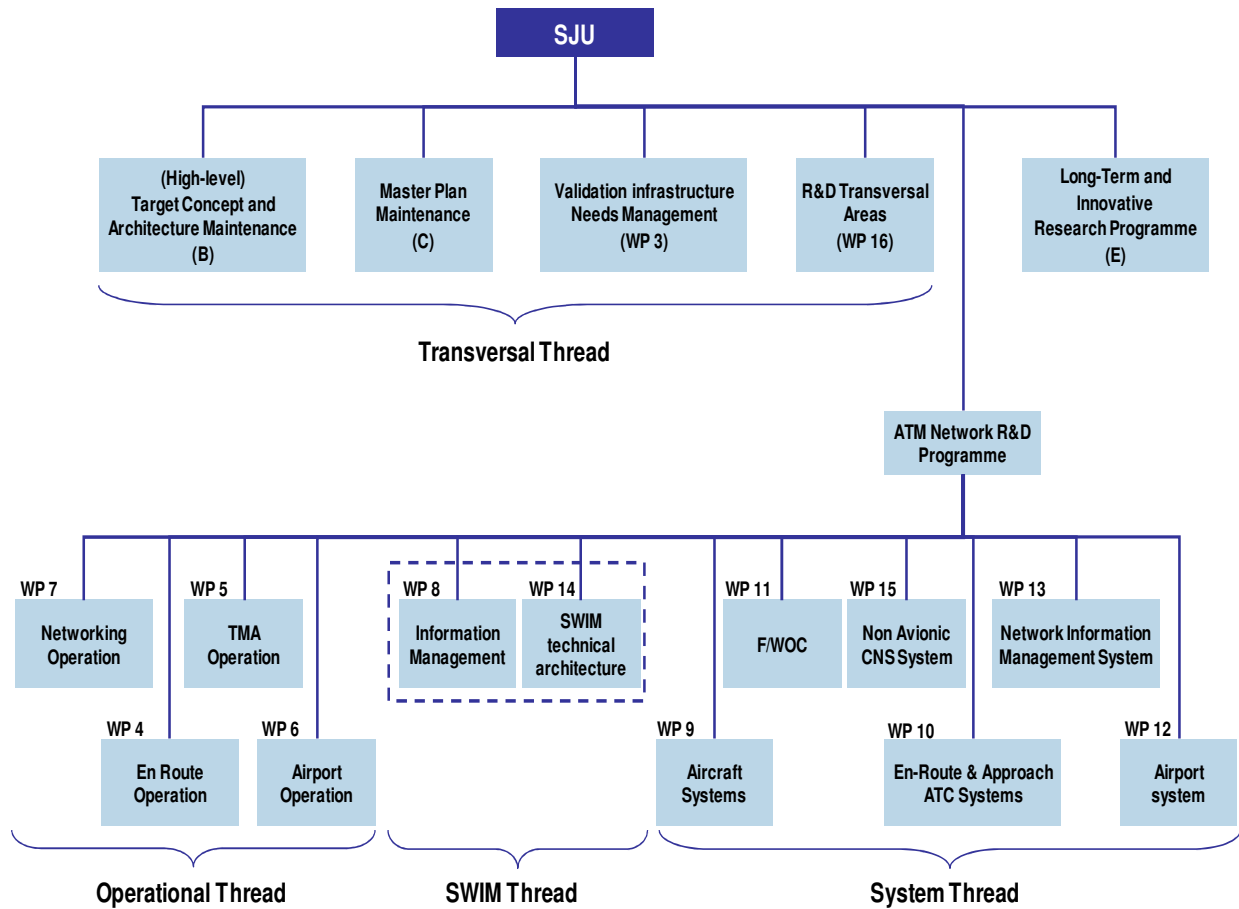 SJU
(High-level)
Target Concept and
Architecture Maintenance
(B)
Master Plan
Maintenance
(C)
Validation infrastructure
Needs Management
(WP 3)
R&D Transversal
Areas
(WP 16)
Long-Term and
Innovative
Research Programme
(E)
Transversal Thread
ATM Network R&D
Programme
WP 7
Networking
Operation
WP 5
TMA
Operation
WP 8
Information
Management
WP 14
SWIM
technical
architecture
WP 11
F/WOC
WP 15
Non Avionic
CNS System
WP 13
Network Information
Management System
WP 4
En Route
Operation
WP 6
Airport
Operation
WP 9
Aircraft
Systems
WP 10
En-Route & Approach
ATC Systems
WP 12
Airport
system
Operational Thread
SWIM Thread
System Thread